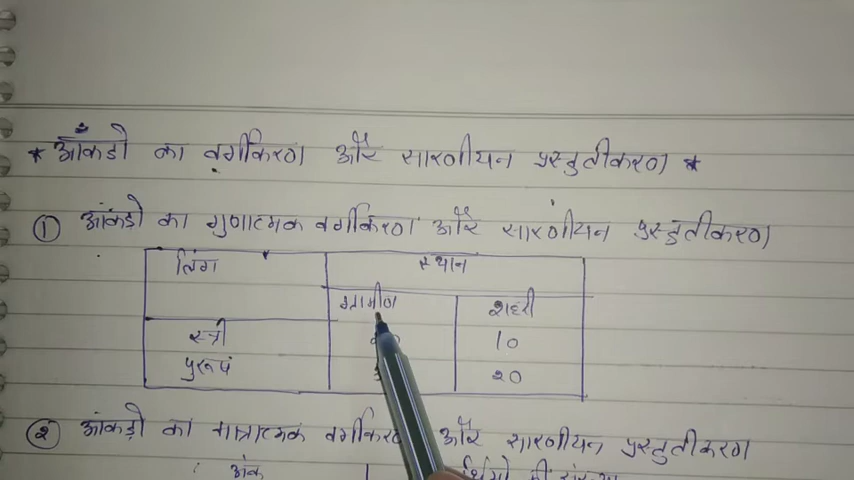 * आँकडो का वर्गीकरण और सारणीयन प्रस्तुतीकरण *
① आंकड़ो का गुणात्मक वर्गीकरण और सारणीयन प्रस्तुतीकरण
लिंग स्थान
ग्रामीण शहरी
स्त्री 10
पुरूष २०
② आंकड़ो का मात्रात्मक वर्गीकरण और सारणीयन प्रस्तुतीकरण
अंक